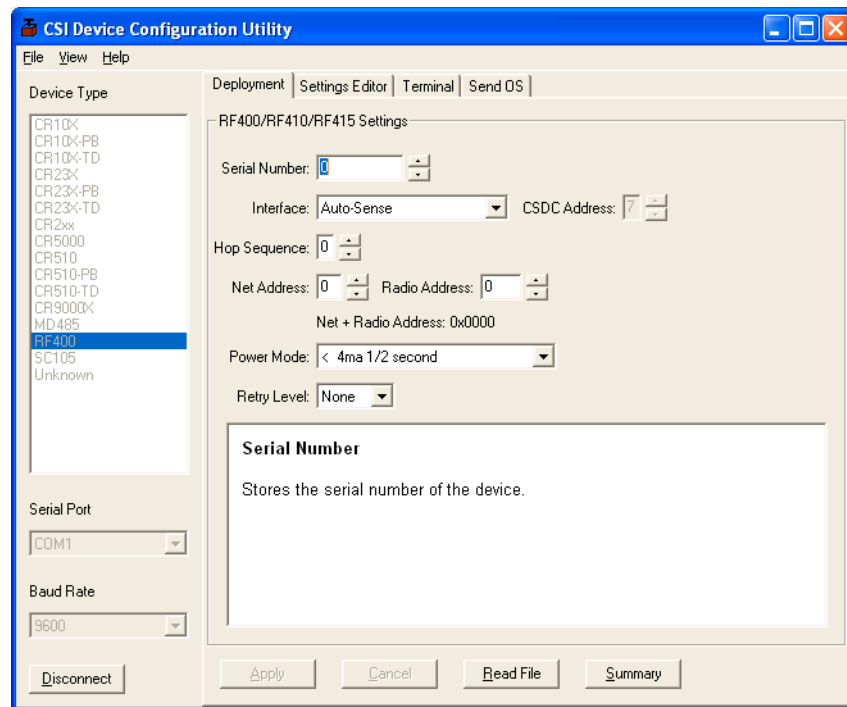 CSI Device Configuration Utility
File View Help
Device Type
CR10X
CR10X-PB
CR10X-TD
CR23X
CR23X-PB
CR23X-TD
CR2xx
CR5000
CR510
CR510-PB
CR510-TD
CR9000X
MD485
RF400
SC105
Unknown
Serial Port
COM1
Baud Rate
9600
Disconnect
Deployment Settings Editor Terminal Send OS
RF400/RF410/RF415 Settings
Serial Number: 0
Interface: Auto-Sense CSDC Address: 7
Hop Sequence: 0
Net Address: 0 Radio Address: 0
Net + Radio Address: 0x0000
Power Mode: < 4ma 1/2 second
Retry Level: None
Serial Number
Stores the serial number of the device.
Apply Cancel Read File Summary